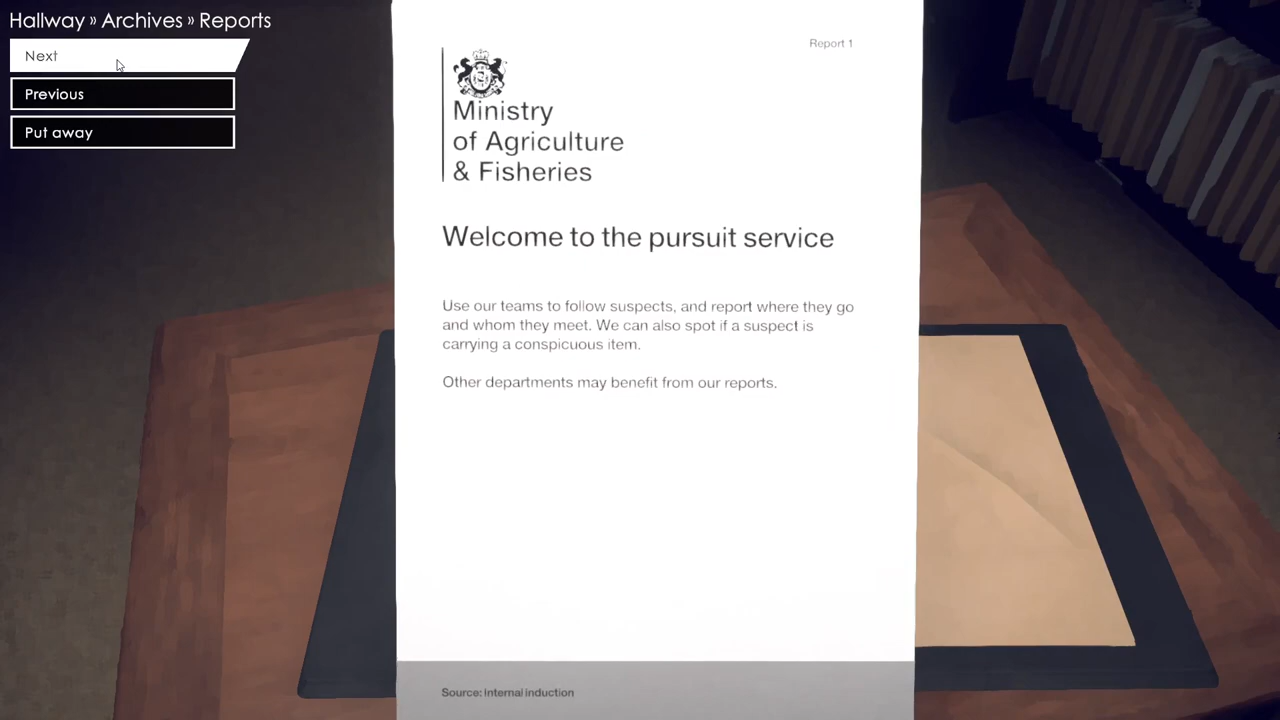 Hallway » Archives » Reports
Next
Previous
Put away
Report 1
Ministry
of Agriculture
& Fisheries
Welcome to the pursuit service
Use our teams to follow suspects, and report where they go
and whom they meet. We can also spot if a suspect is
carrying a conspicuous item.
Other departments may benefit from our reports.
Source: Internal induction